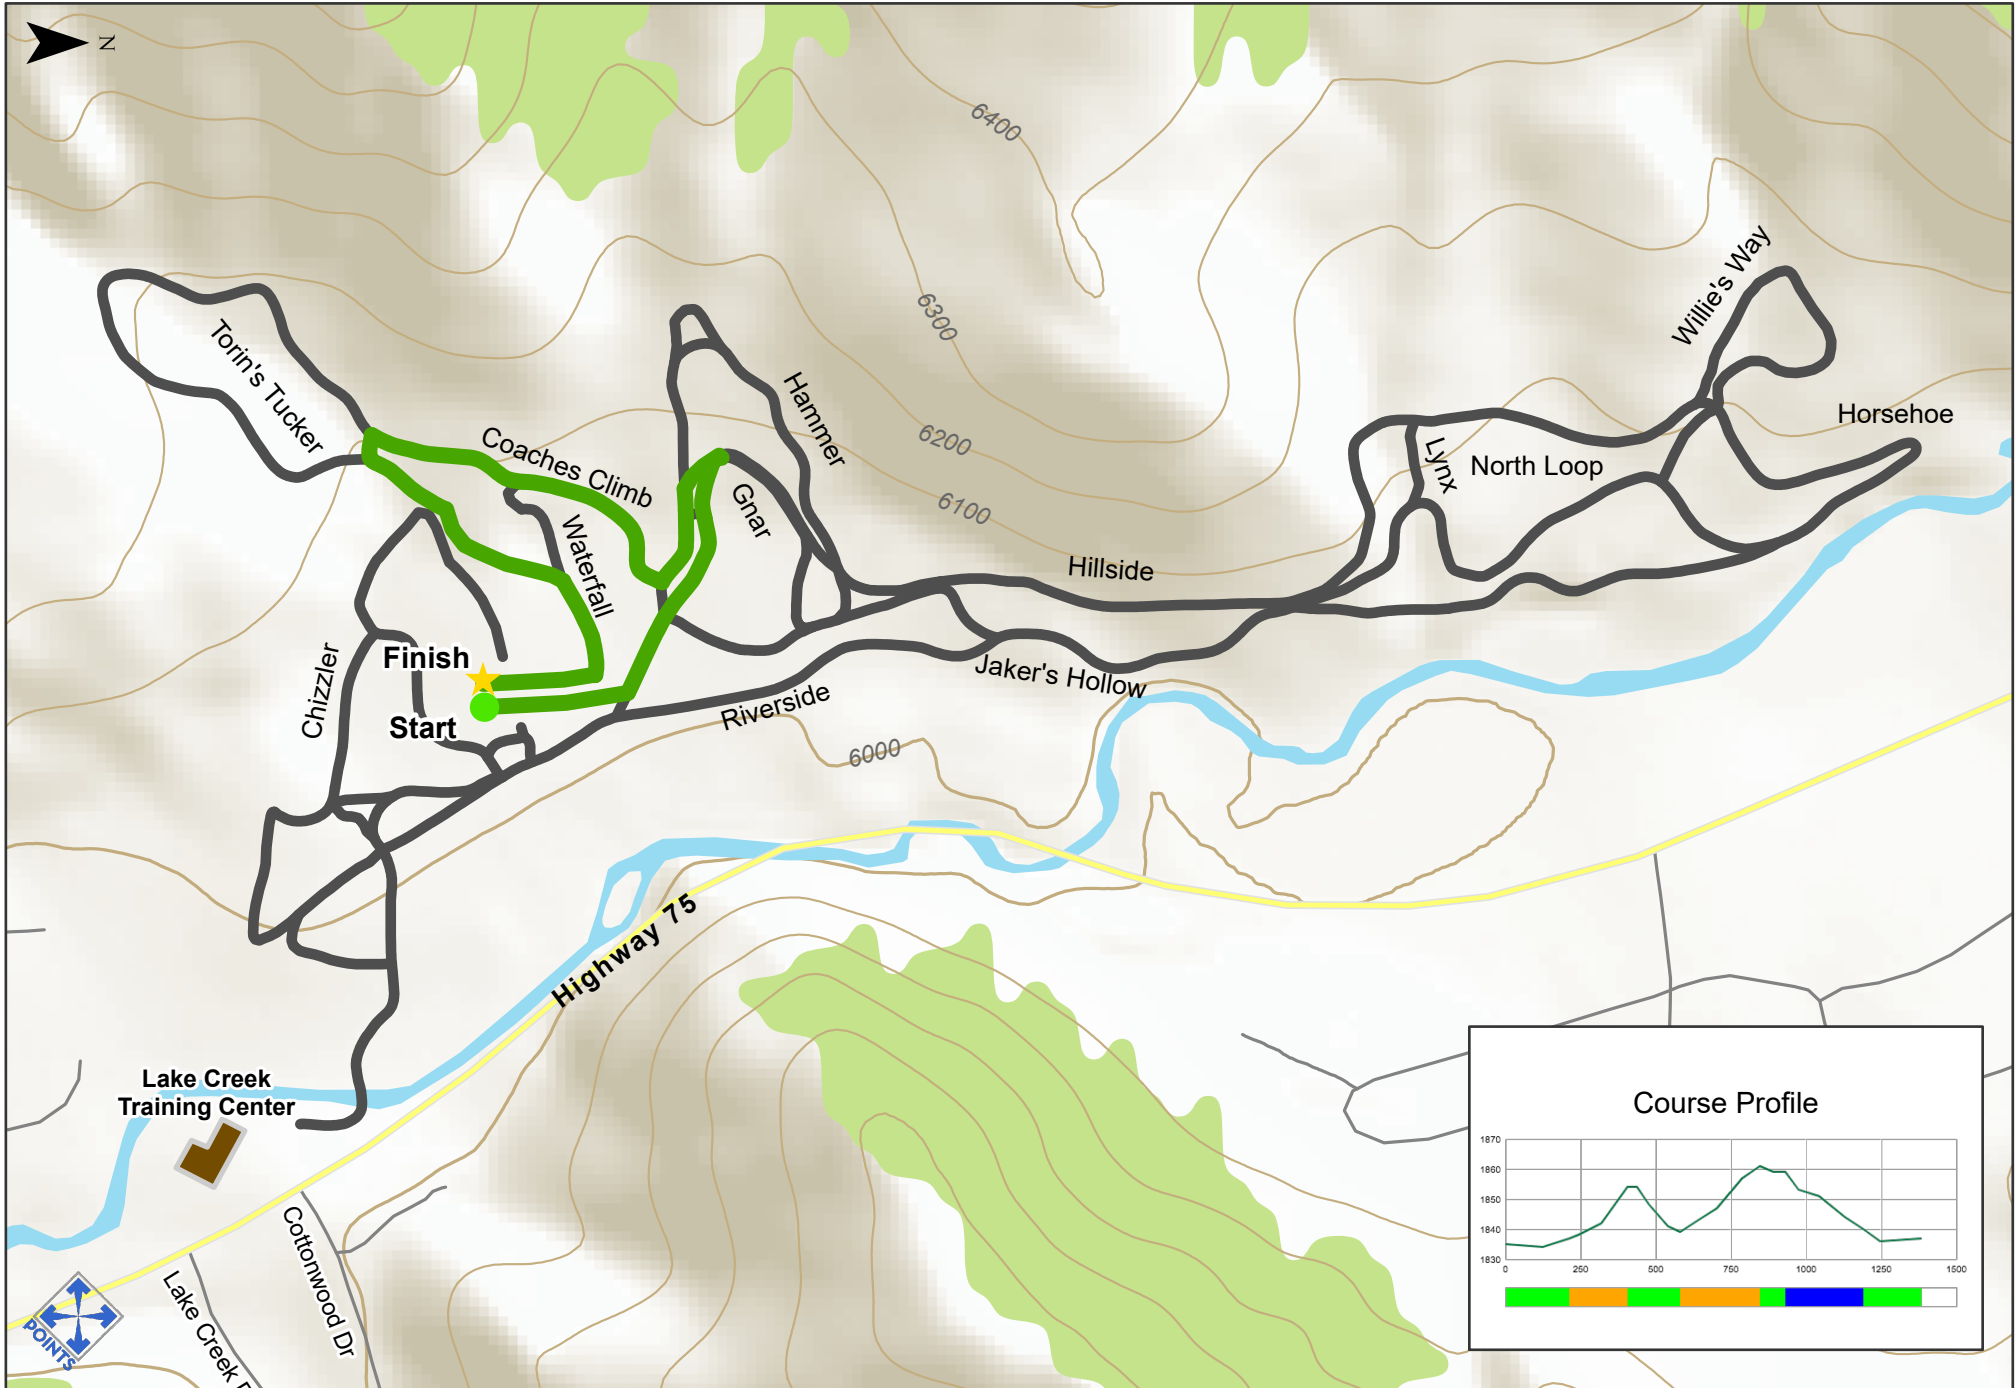 N
6400
Willie's Way
6300
Torin's Tucker
Hammer
Horsehoe
Coaches Climb
6200
Lynx
North Loop
Gnar
6100
Waterfall
Hillside
Chizzler
Finish
Jaker's Hollow
Start
Riverside
6000
Highway 75
Lake Creek
Training Center
Cottonwood Dr
Lake Creek
POINTS
Course Profile
1870
1860
1850
1840
1830
0 250 500 750 1000 1250 1500